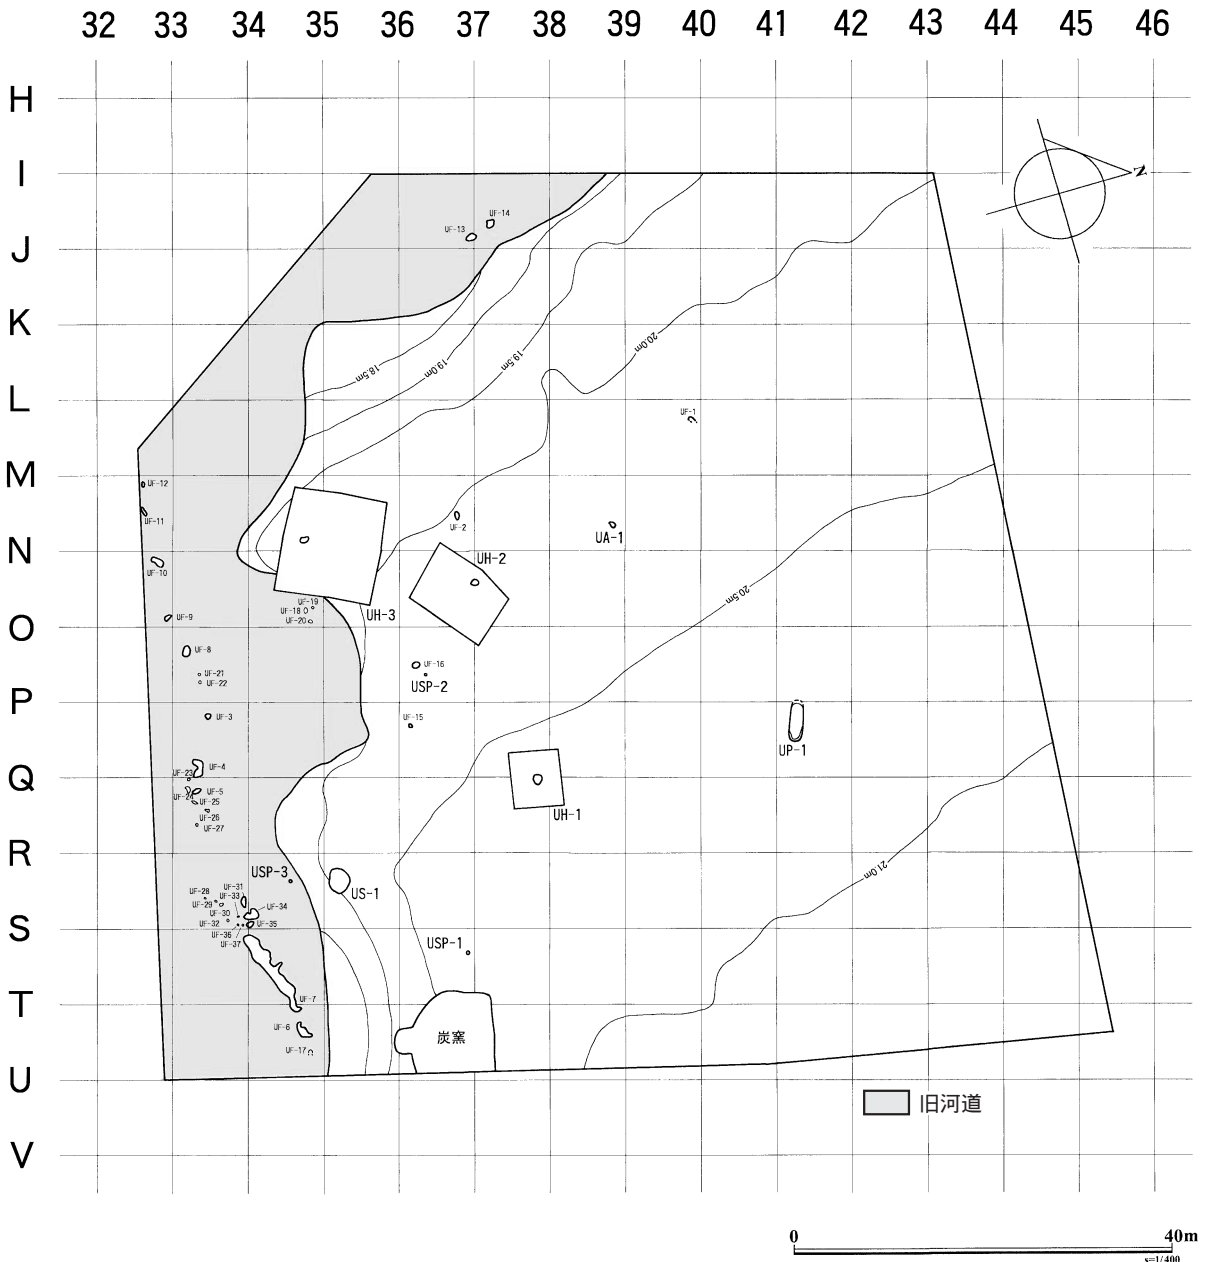 32 33 34 35 36 37 38 39 40 41 42 43 44 45 46
H
I
N
UF-14
UF-13
J
K
20.0m
19.5m
19.0m
18.5m
L
UF-1
M
UF-12
UF-11
UF-2
UA-1
N
UH-2
UF-10
20.5m
UF-19
UF-18
UF-20
UH-3
UF-9
O
UF-8
UF-16
UF-21
UF-22
USP-2
P
UF-3
UF-15
UP-1
UF-4
UF-23
Q
UF-5
UF-24
UF-25
UF-26
UF-27
UH-1
R
21.0m
USP-3
UF-31
UF-28
UF-33
US-1
UF-29
UF-34
UF-30
UF-32
UF-35
S
UF-36
UF-37
USP-1
UF-7
T
UF-6
炭窯
UF-17
U
旧河道
V
0 40m
s=1/400